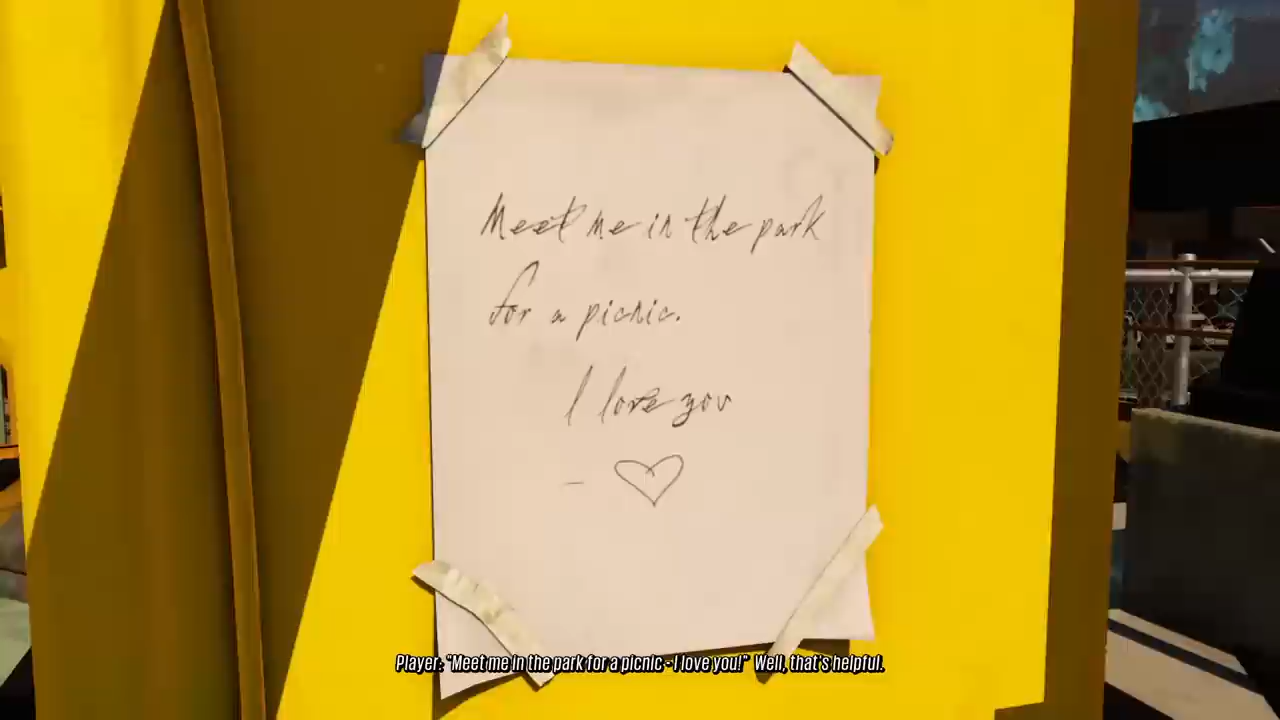 Meet me in the park
for a picnic.
I love you
- ♡
Player: "Meet me in the park for a picnic - I love you!" Well, that's helpful.